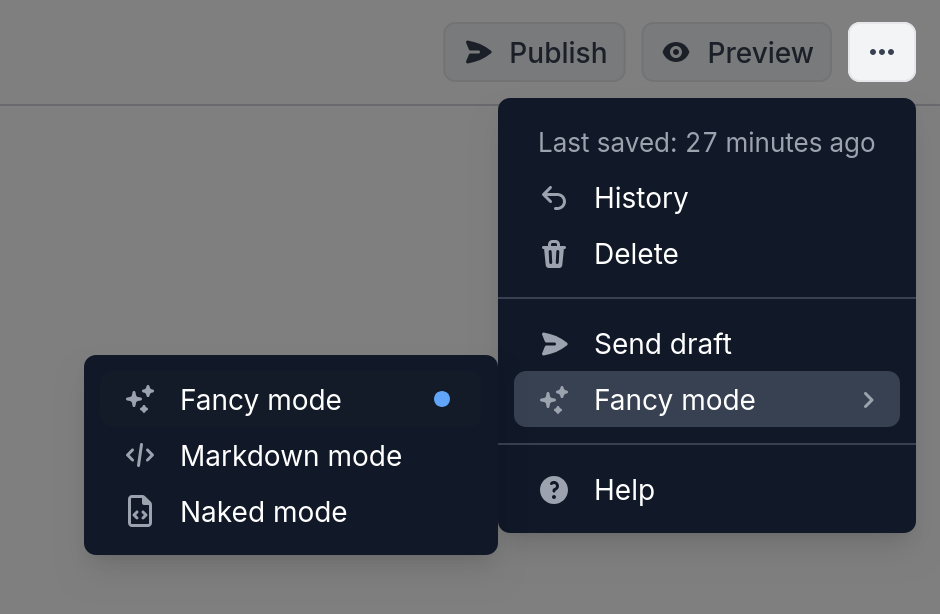 Publish
Preview
Last saved: 27 minutes ago
History
Delete
Send draft
Fancy mode
Help
Fancy mode
Markdown mode
Naked mode